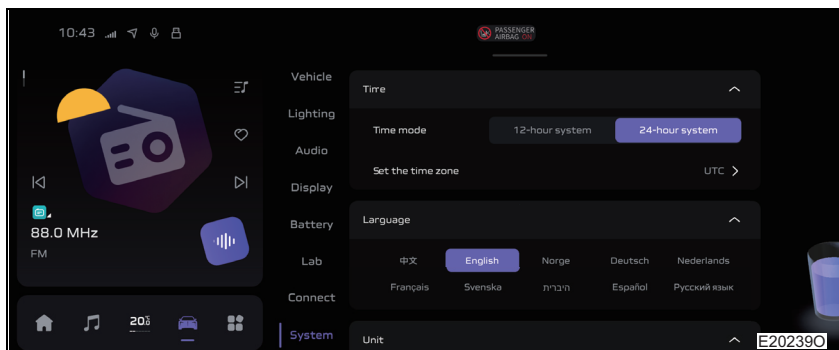 10:43
PASSENGER
AIRBAG ON
Vehicle
Lighting
Audio
Display
Battery
Lab
Connect
System
88.0 MHz
FM
Time
Time mode
12-hour system
24-hour system
Set the time zone
UTC
Language
中文
English
Norge
Deutsch
Nederlands
Français
Svenska
היברית
Español
Русский язык
Unit
E20239O